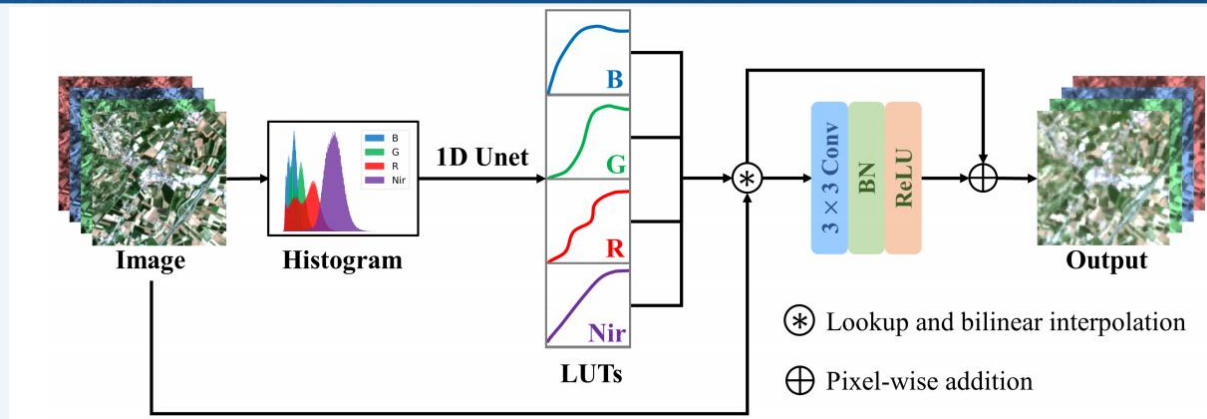 B
G
R
Nir
1D Unet
B
G
R
Nir
3 × 3 Conv
BN
ReLU
Image
Histogram
LUTs
Output
Lookup and bilinear interpolation
Pixel-wise addition